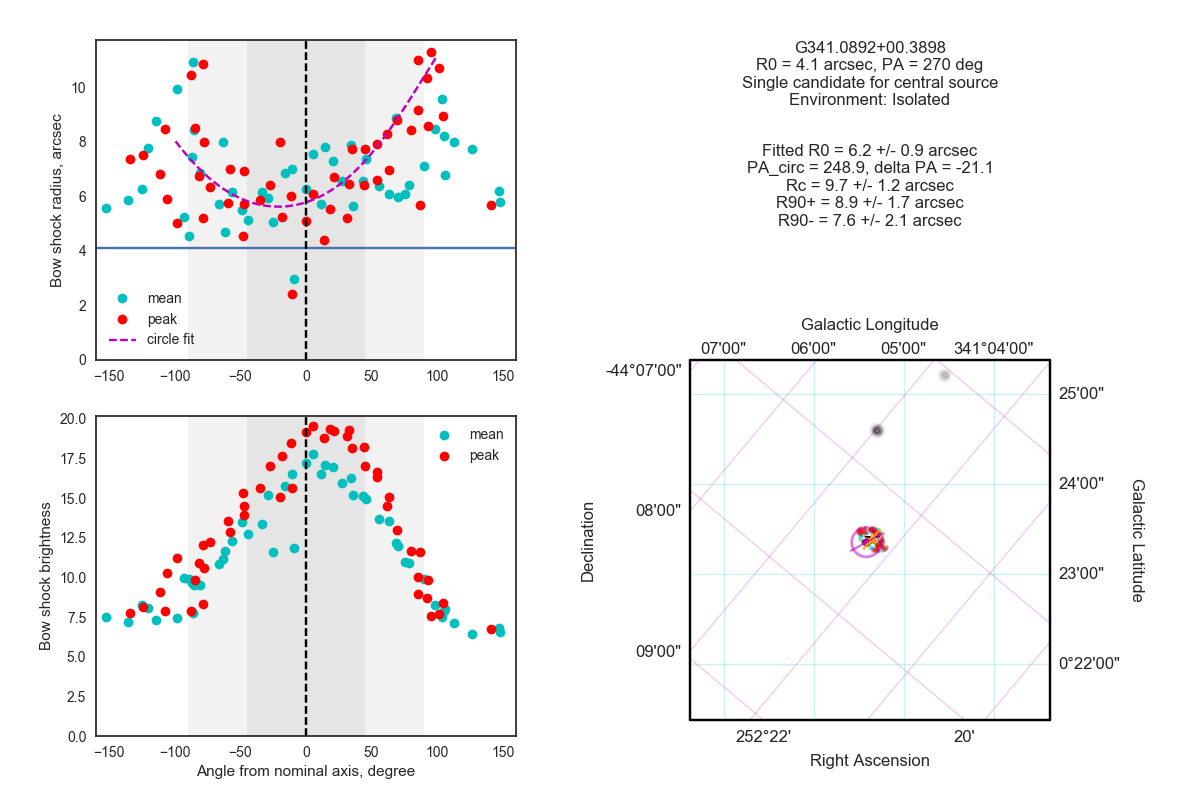 G341.0892+00.3898
R0 = 4.1 arcsec, PA = 270 deg
Single candidate for central source
Environment: Isolated
Fitted R0 = 6.2 +/- 0.9 arcsec
PA_circ = 248.9, delta PA = -21.1
Rc = 9.7 +/- 1.2 arcsec
R90+ = 8.9 +/- 1.7 arcsec
R90- = 7.6 +/- 2.1 arcsec
Bow shock radius, arcsec
10
8
6
4
2
0
mean
peak
circle fit
−150 −100 −50 0 50 100 150
Bow shock brightness
20.0
17.5
15.0
12.5
10.0
7.5
5.0
2.5
0.0
mean
peak
−150 −100 −50 0 50 100 150
Angle from nominal axis, degree
Galactic Longitude
07'00" 06'00" 05'00" 341°04'00"
-44°07'00"
08'00"
09'00"
Declination
25'00"
24'00"
23'00"
0°22'00"
Galactic Latitude
252°22' 20'
Right Ascension